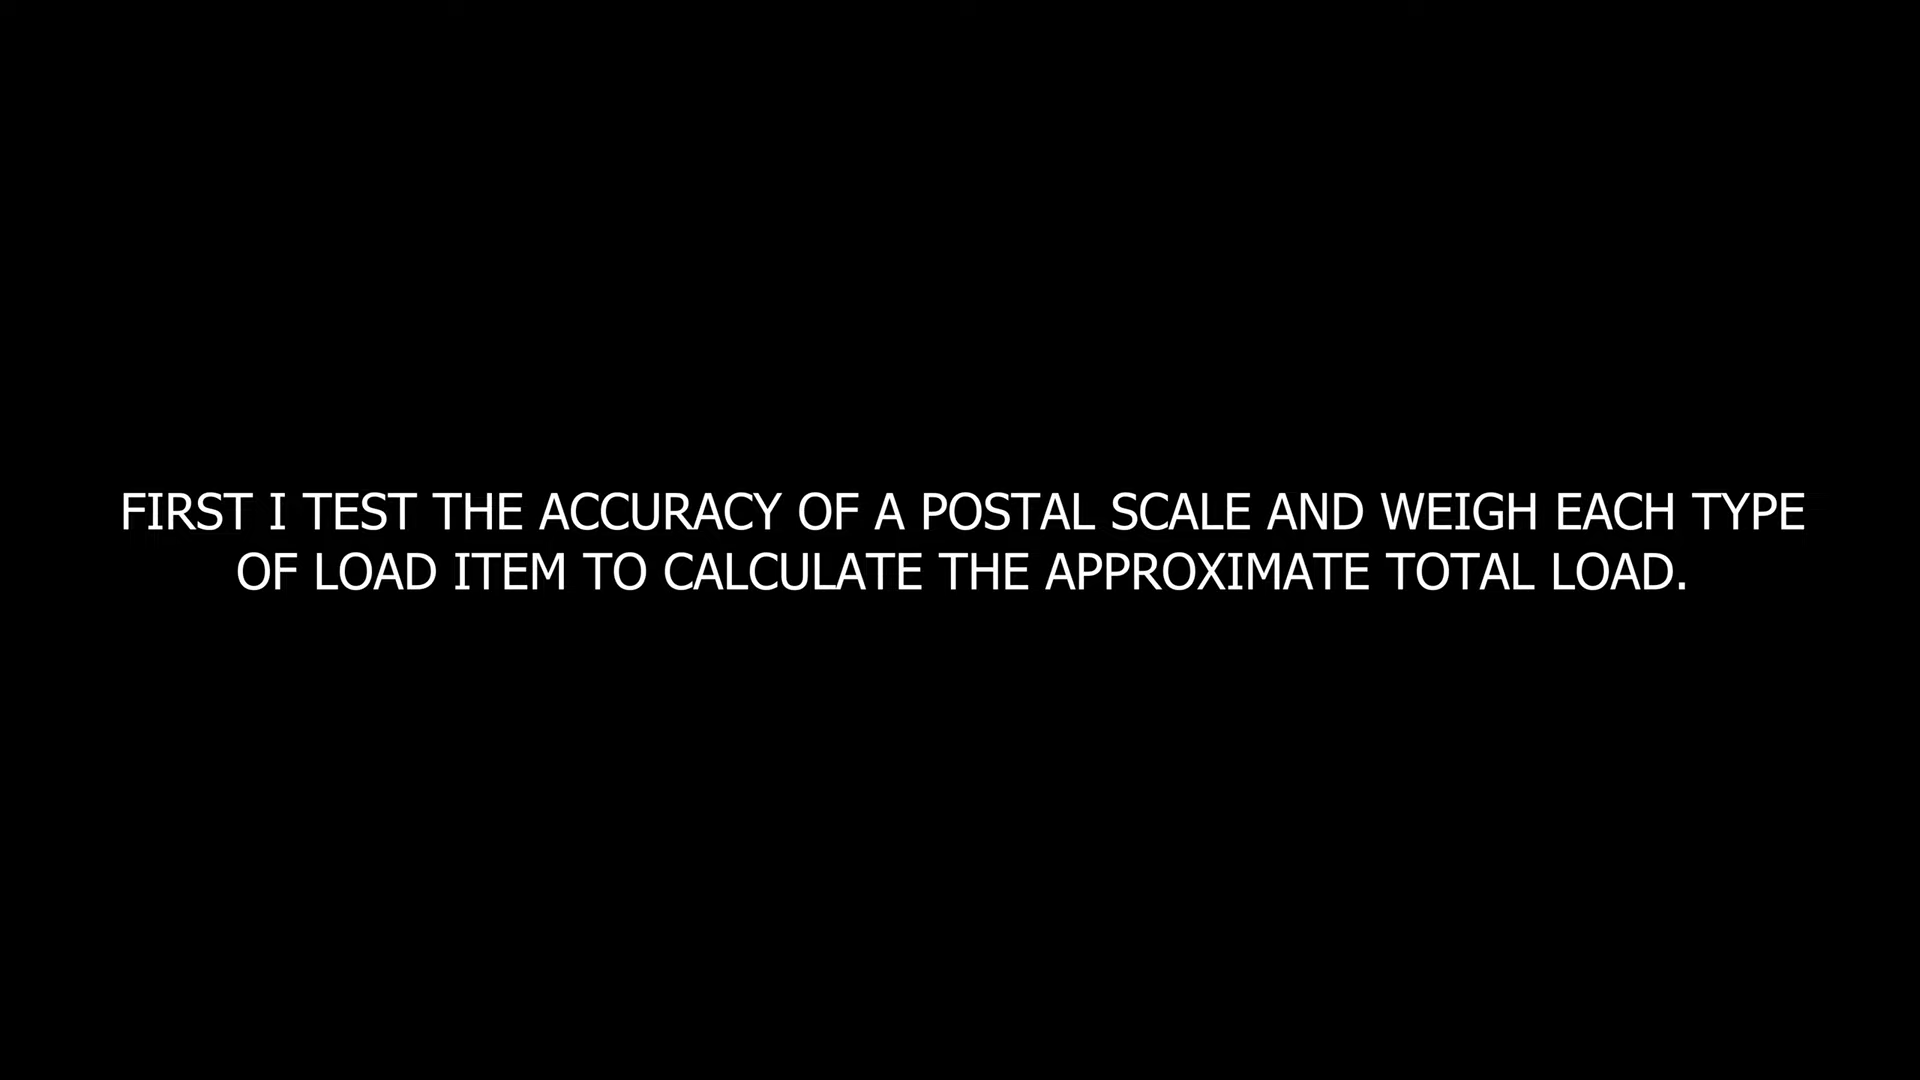 FIRST I TEST THE ACCURACY OF A POSTAL SCALE AND WEIGH EACH TYPE
OF LOAD ITEM TO CALCULATE THE APPROXIMATE TOTAL LOAD.